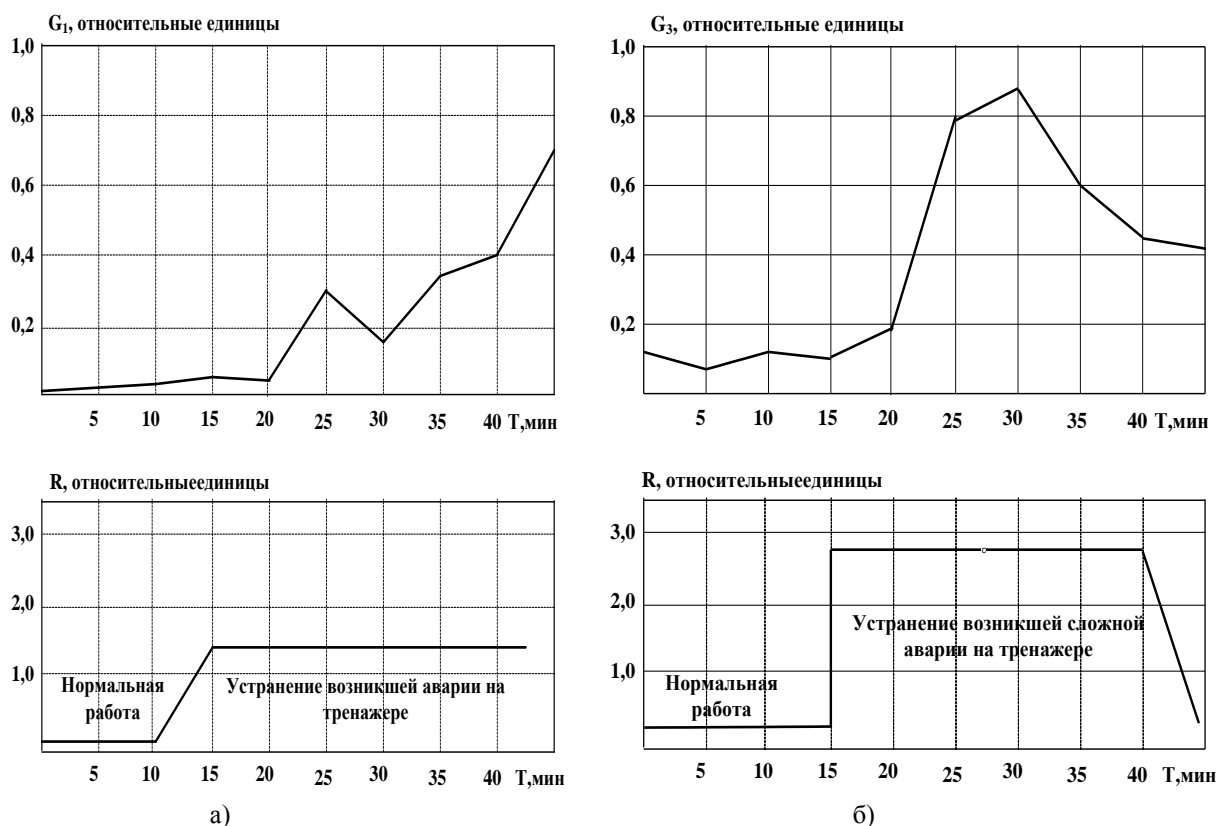 G1, относительные единицы
1,0
0,8
0,6
0,4
0,2
5 10 15 20 25 30 35 40 Т,мин
R, относительныеединицы
3,0
2,0
1,0
Нормальная
работа
Устранение возникшей аварии на
тренажере
5 10 15 20 25 30 35 40 Т,мин
а)
G3, относительные единицы
1,0
0,8
0,6
0,4
0,2
5 10 15 20 25 30 35 40 Т,мин
R, относительныеединицы
3,0
2,0
1,0
Устранение возникшей сложной
аварии на тренажере
Нормальная
работа
5 10 15 20 25 30 35 40 Т,мин
б)